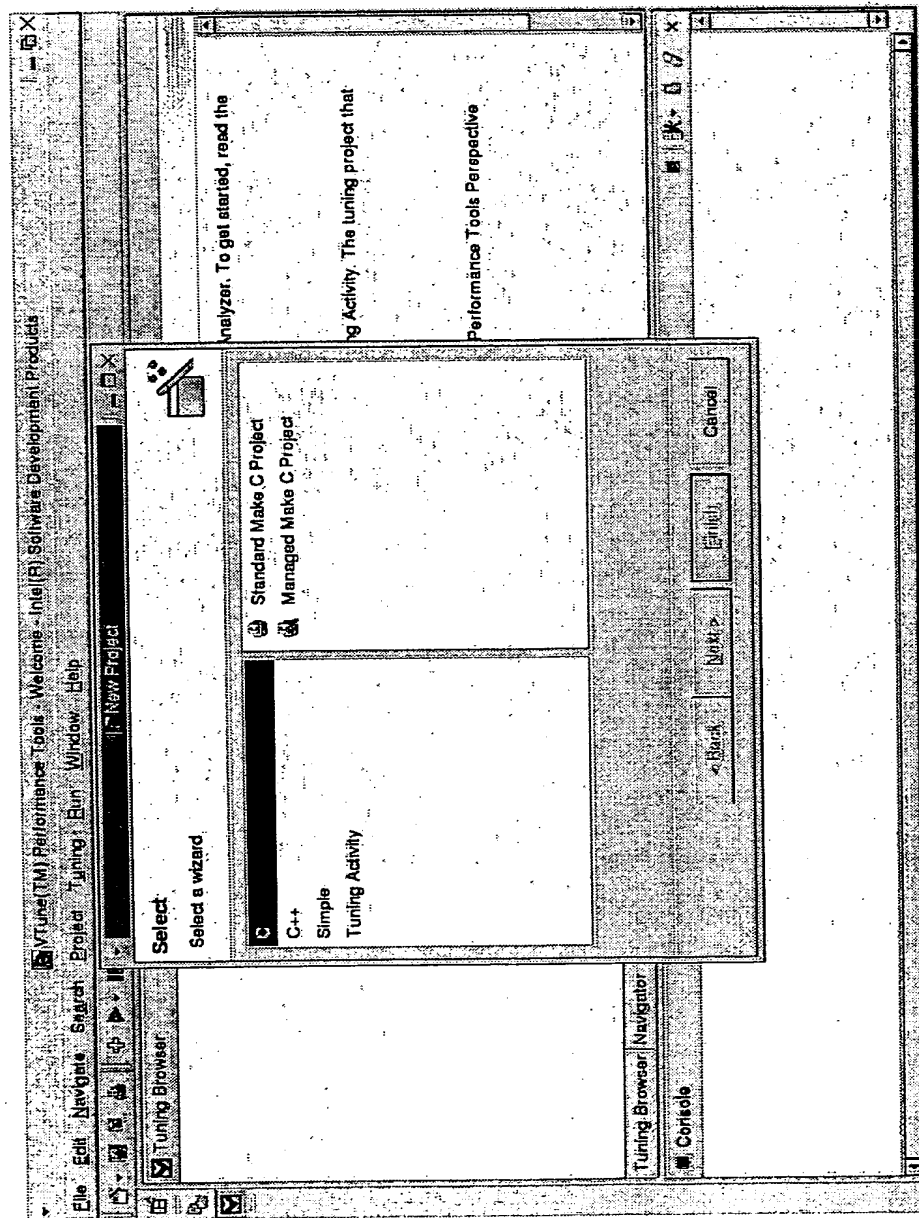 VTune(TM) Performance Tools - Welcome - Intel(R) Software Development Products
File Edit Navigate Search Project Tuning Run Window Help
Tuning Browser
New Project
Select
Select a wizard
C
C++
Simple
Tuning Activity
Standard Make C Project
Managed Make C Project
< Back Next > Finish Cancel
Analyzer. To get started, read the
ng Activity. The tuning project that
Performance Tools Perspective
Tuning Browser Navigator
Console